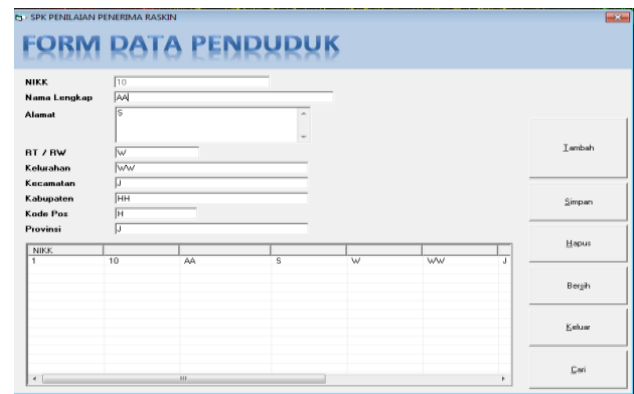 SPK PENILAIAN PENERIMA RASKIN
FORM DATA PENDUDUK
NIKK 10
Nama Lengkap AA
Alamat S
RT / RW W
Kelurahan WW
Kecamatan J
Kabupaten HH
Kode Pos H
Provinsi J
NIKK
1 10 AA S W WW J
Tambah
Simpan
Hapus
Bersih
Keluar
Cari